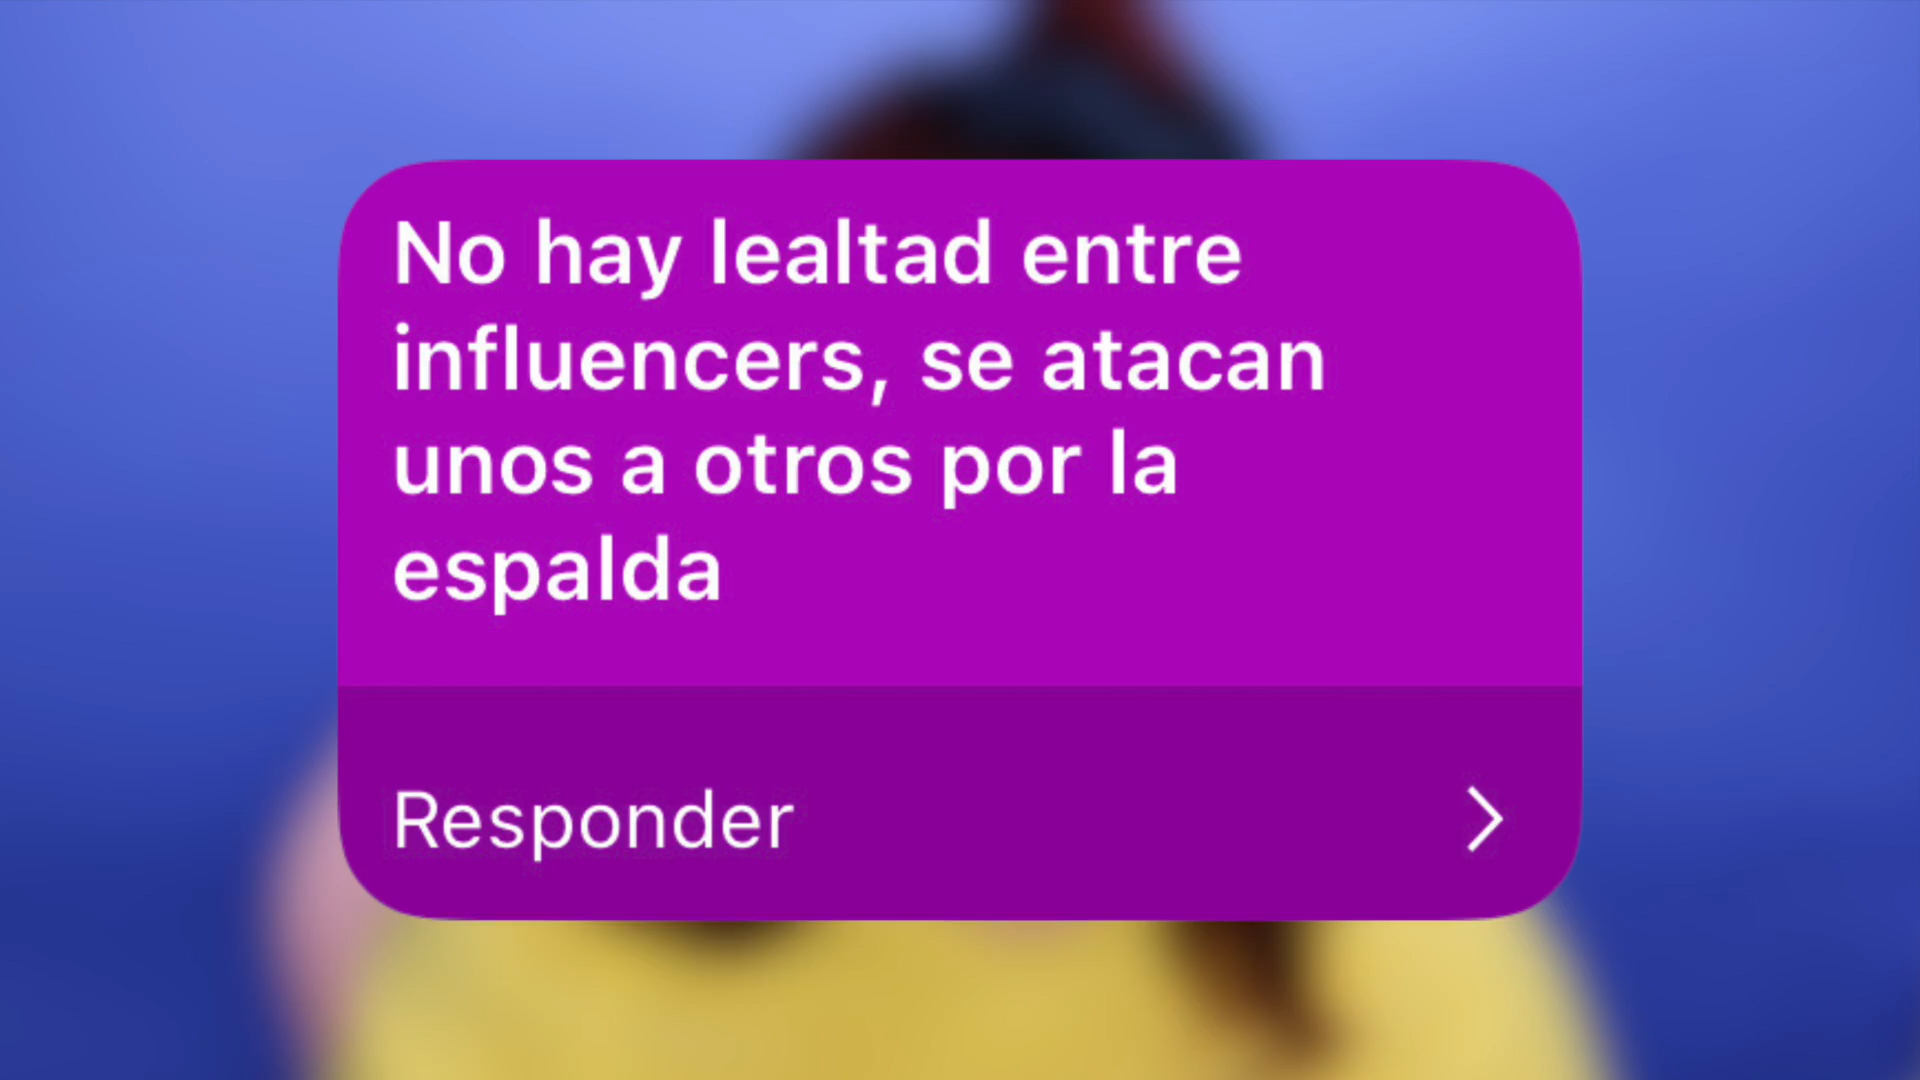 No hay lealtad entre
influencers, se atacan
unos a otros por la
espalda
Responder